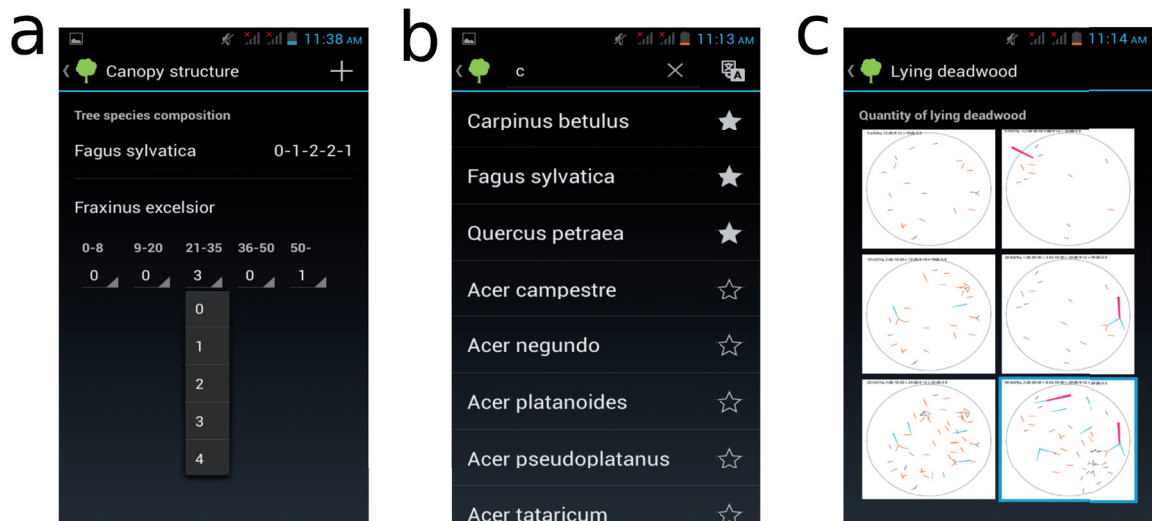 a
11:38 AM
Canopy structure
Tree species composition
Fagus sylvatica 0-1-2-2-1
Fraxinus excelsior
0-8 9-20 21-35 36-50 50-
0 0 3 0 1
0
1
2
3
4
b
11:13 AM
c
Carpinus betulus
Fagus sylvatica
Quercus petraea
Acer campestre
Acer negundo
Acer platanoides
Acer pseudoplatanus
Acer tataricum
c
11:14 AM
Lying deadwood
Quantity of lying deadwood